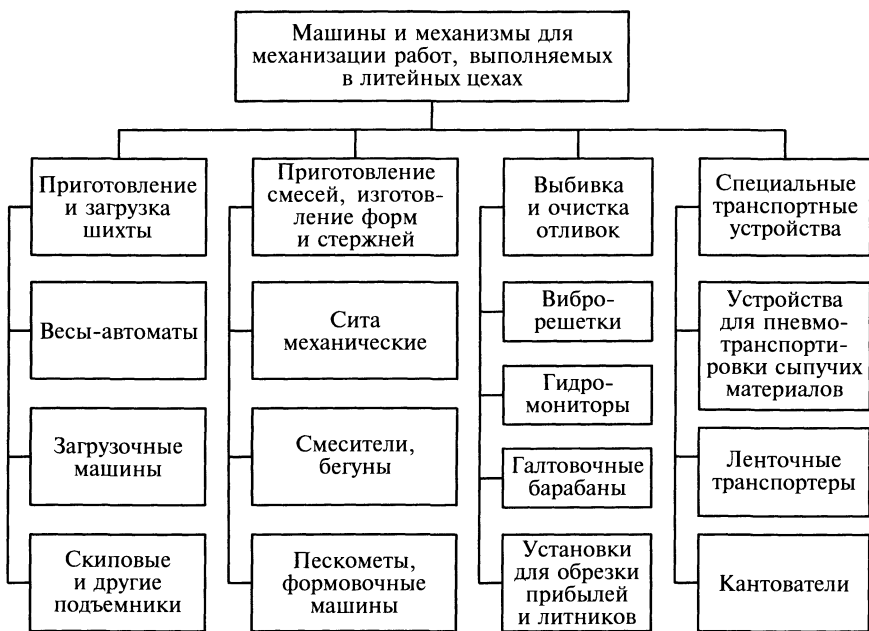 Машины и механизмы для
механизации работ, выполняемых
в литейных цехах
Приготовление
и загрузка
шихты
Весы-автоматы
Загрузочные
машины
Скиповые
и другие
подъемники
Приготовление
смесей, изготов-
ление форм
и стержней
Сита
механические
Смесители,
бегуны
Пескометы,
формовочные
машины
Выбивка
и очистка
отливок
Вибро-
решетки
Гидро-
мониторы
Галтовочные
барабаны
Установки
для обрезки
прибылей
и литников
Специальные
транспортные
устройства
Устройства
для пневмо-
транспорти-
ровки сыпучих
материалов
Ленточные
транспортеры
Кантователи